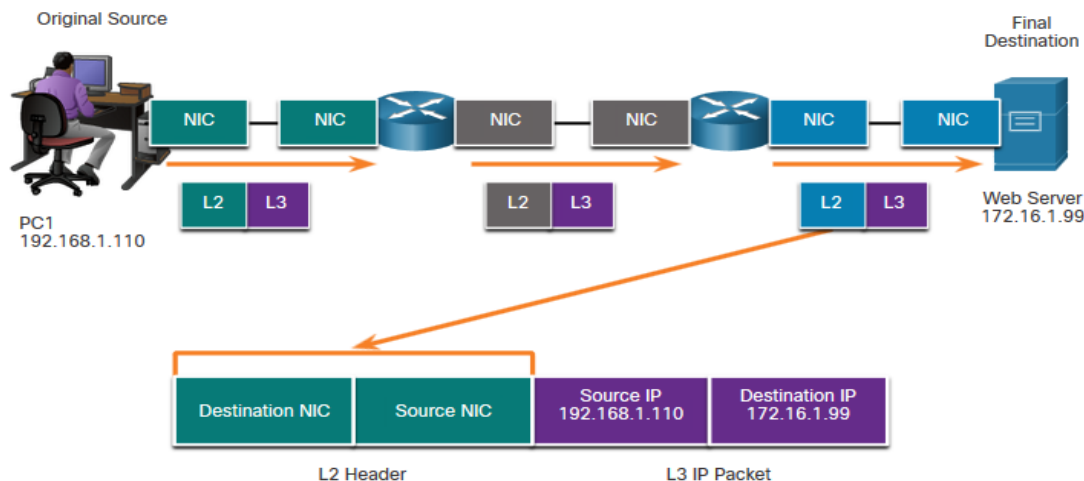 Original Source
Final
Destination
NIC
NIC
NIC
NIC
NIC
NIC
L2 L3
L2 L3
L2 L3
PC1
192.168.1.110
Web Server
172.16.1.99
Destination NIC
Source NIC
Source IP
192.168.1.110
Destination IP
172.16.1.99
L2 Header
L3 IP Packet